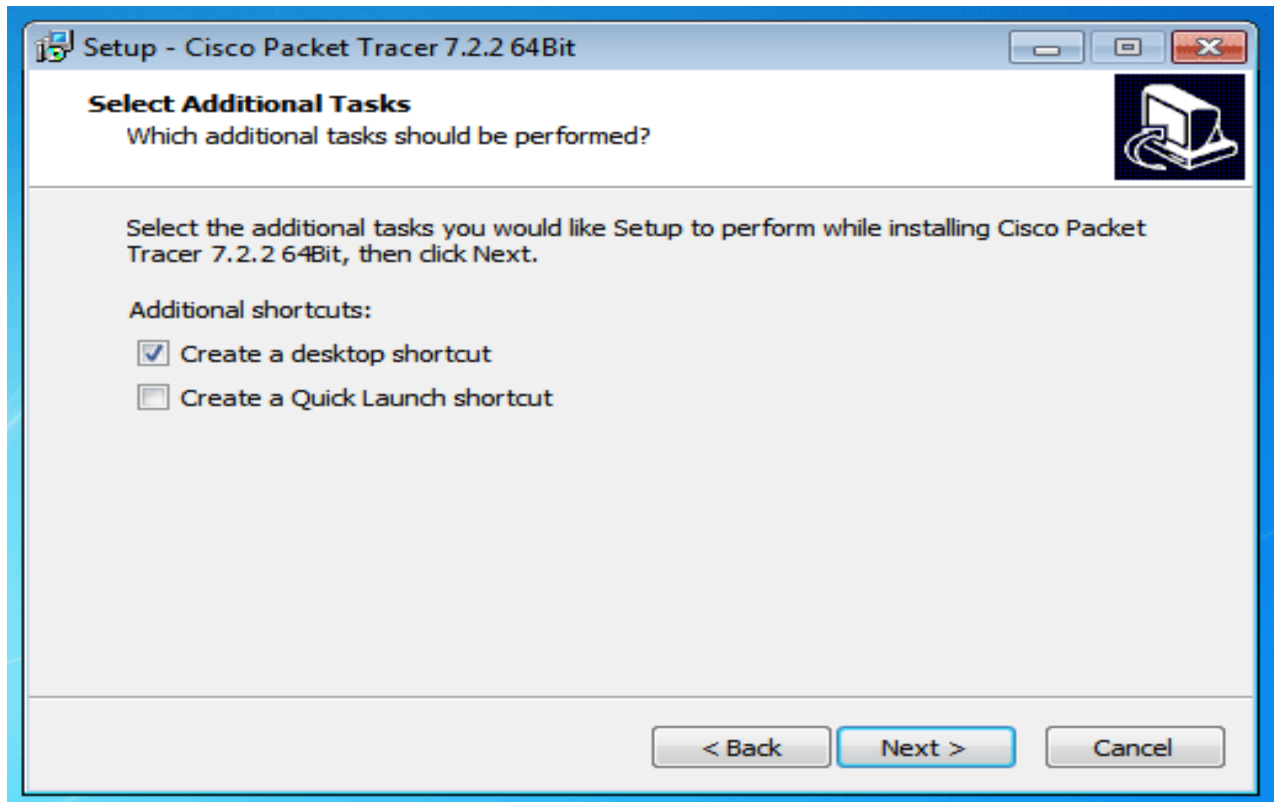 Setup - Cisco Packet Tracer 7.2.2 64Bit
Select Additional Tasks
Which additional tasks should be performed?
Select the additional tasks you would like Setup to perform while installing Cisco Packet
Tracer 7.2.2 64Bit, then click Next.
Additional shortcuts:
Create a desktop shortcut
Create a Quick Launch shortcut
< Back
Next >
Cancel